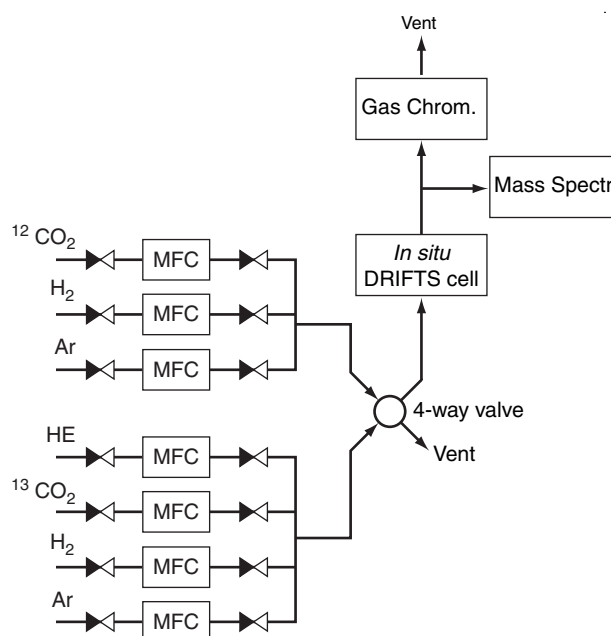 Vent
Gas Chrom.
Mass Spectr
In situ
DRIFTS cell
¹² CO₂
MFC
H₂
MFC
Ar
MFC
4-way valve
Vent
HE
MFC
¹³ CO₂
MFC
H₂
MFC
Ar
MFC